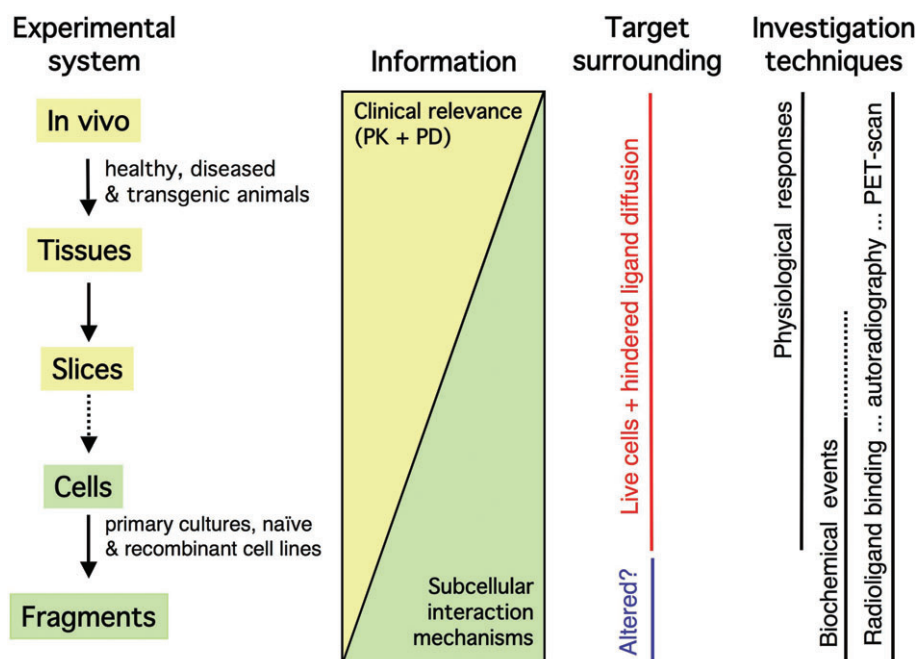 Experimental
system
In vivo
healthy, diseased
& transgenic animals
Tissues
Slices
Cells
primary cultures, naïve
& recombinant cell lines
Fragments
Information
Clinical relevance
(PK + PD)
Subcellular
interaction
mechanisms
Target
surrounding
Live cells + hindered ligand diffusion
Altered?
Investigation
techniques
Physiological responses
Biochemical events
Radioligand binding ... autoradiography ... PET-scan